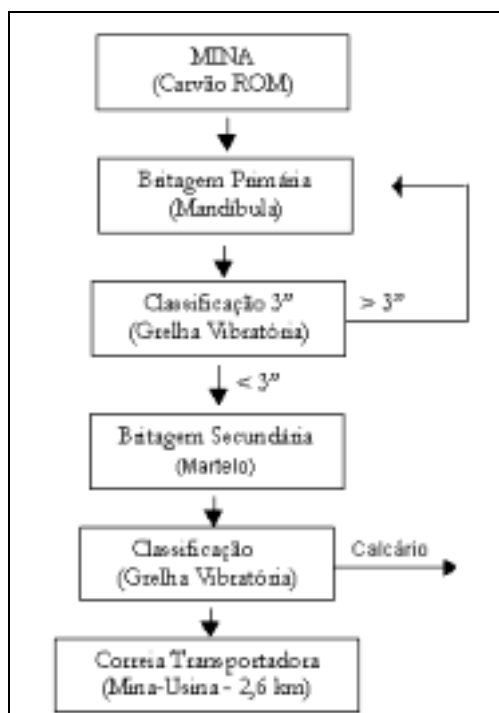 MINA
(Carvão ROM)
Britagem Primária
(Mandíbula)
Classificação 3”
(Grelha Vibratória)
> 3”
< 3”
Britagem Secundária
(Martelo)
Classificação
(Grelha Vibratória)
Calcário
Correia Transportadora
(Mina-Usina - 2,6 km)